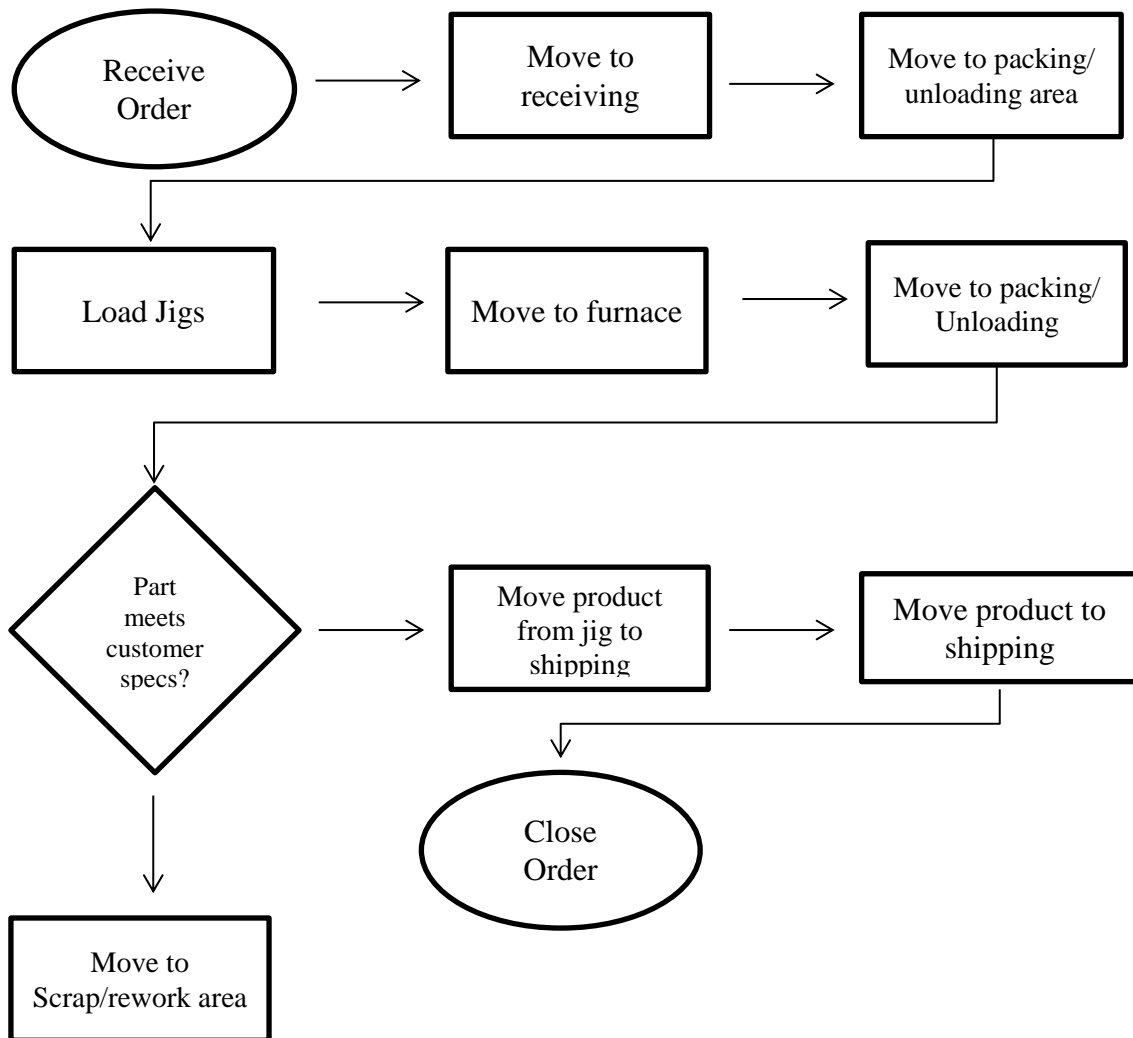 Receive
Order
Move to
receiving
Move to packing/
unloading area
Load Jigs
Move to furnace
Move to packing/
Unloading
Part
meets
customer
specs?
Move product
from jig to
shipping
Move product to
shipping
Close
Order
Move to
Scrap/rework area